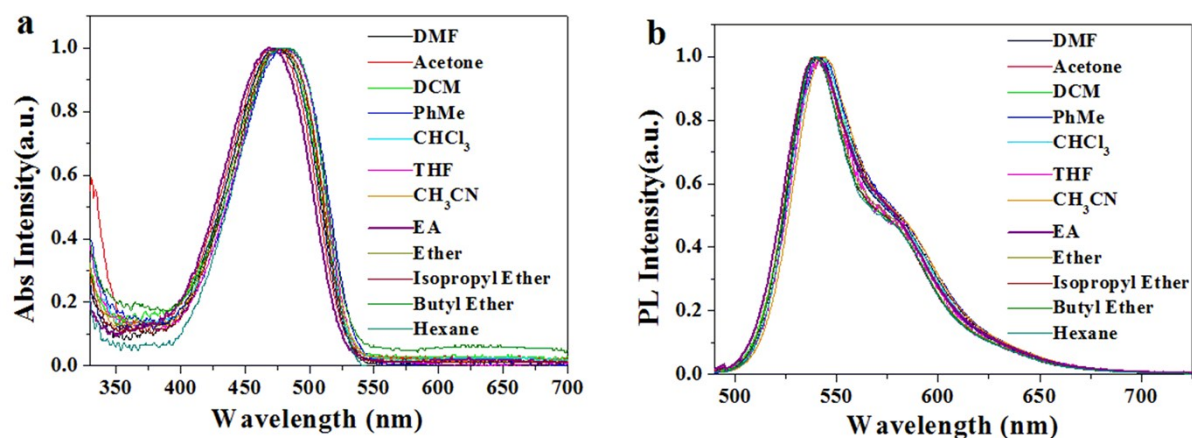 a
Abs Intensity(a.u.)
1.0
0.8
0.6
0.4
0.2
0.0
DMF
Acetone
DCM
PhMe
CHCl₃
THF
CH₃CN
EA
Ether
Isopropyl Ether
Butyl Ether
Hexane
350 400 450 500 550 600 650 700
Wavelength (nm)
b
PL Intensity(a.u.)
1.0
0.8
0.6
0.4
0.2
0.0
DMF
Acetone
DCM
PhMe
CHCl₃
THF
CH₃CN
EA
Ether
Isopropyl Ether
Butyl Ether
Hexane
500 550 600 650 700
Wavelength (nm)